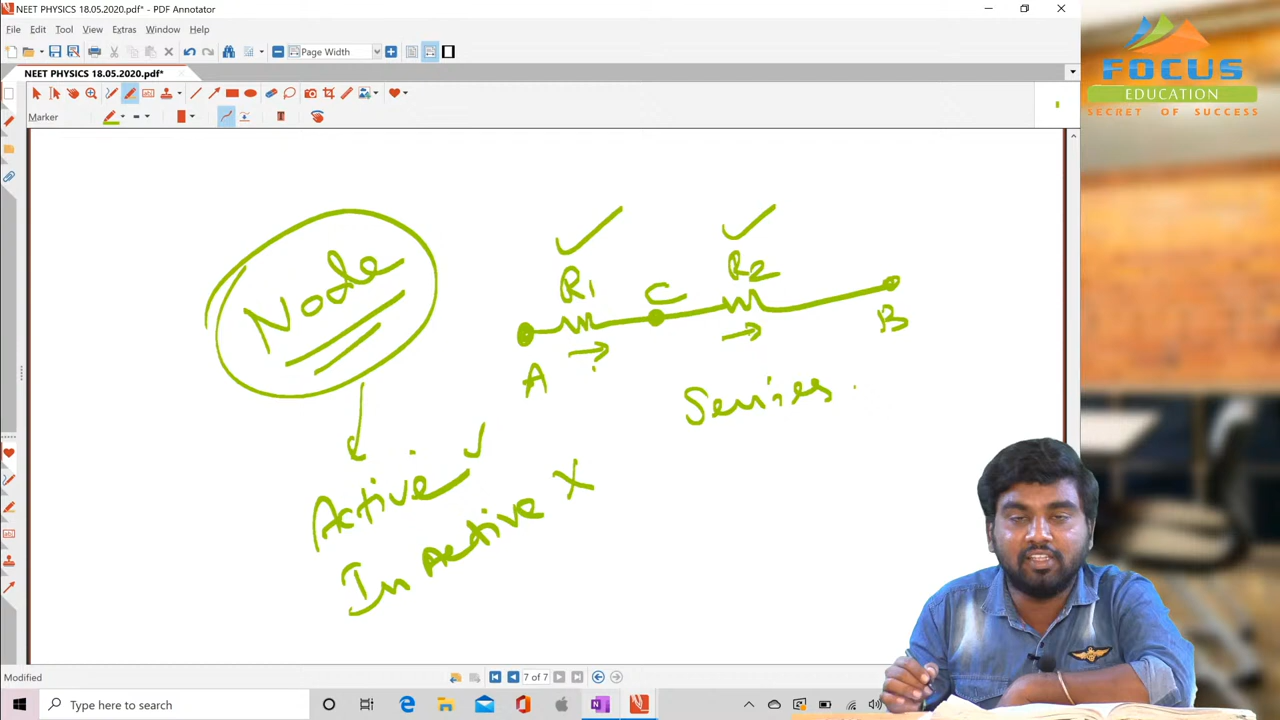 NEET PHYSICS 18.05.2020.pdf* - PDF Annotator
File Edit Tool View Extras Window Help
Page Width
NEET PHYSICS 18.05.2020.pdf*
Marker
FOCUS
EDUCATION
SECRET OF SUCCESS
Node
R1
R2
C
A
B
Series
Active
InActive
Modified
7 of 7
Type here to search